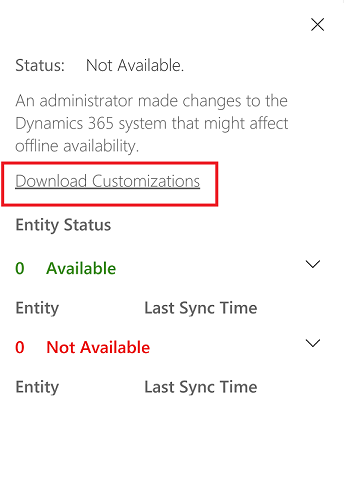 Status: Not Available.
An administrator made changes to the
Dynamics 365 system that might affect
offline availability.
Download Customizations
Entity Status
0 Available
Entity Last Sync Time
0 Not Available
Entity Last Sync Time